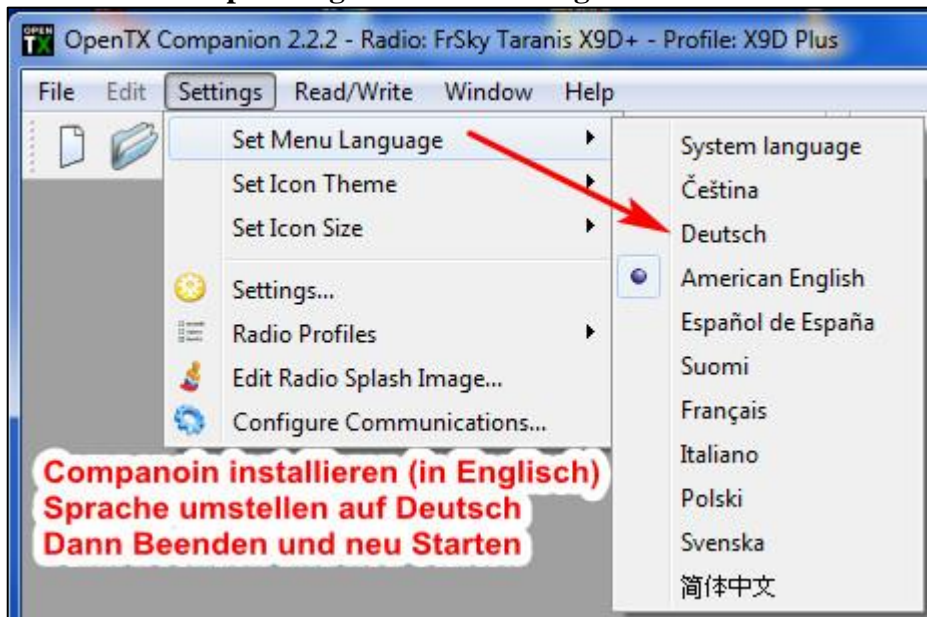 OPEN
TX OpenTX Companion 2.2.2 - Radio: FrSky Taranis X9D+ - Profile: X9D Plus
File Edit Settings Read/Write Window Help
Set Menu Language
Set Icon Theme
Set Icon Size
Settings...
Radio Profiles
Edit Radio Splash Image...
Configure Communications...
System language
Čeština
Deutsch
American English
Español de España
Suomi
Français
Italiano
Polski
Svenska
简体中文
Companoin installieren (in Englisch)
Sprache umstellen auf Deutsch
Dann Beenden und neu Starten